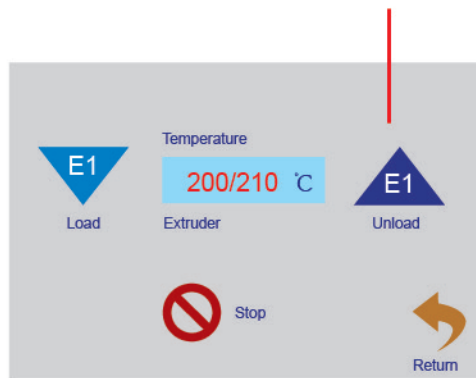 Temperature
E1
200/210 °C
E1
Load
Extruder
Unload
Stop
Return